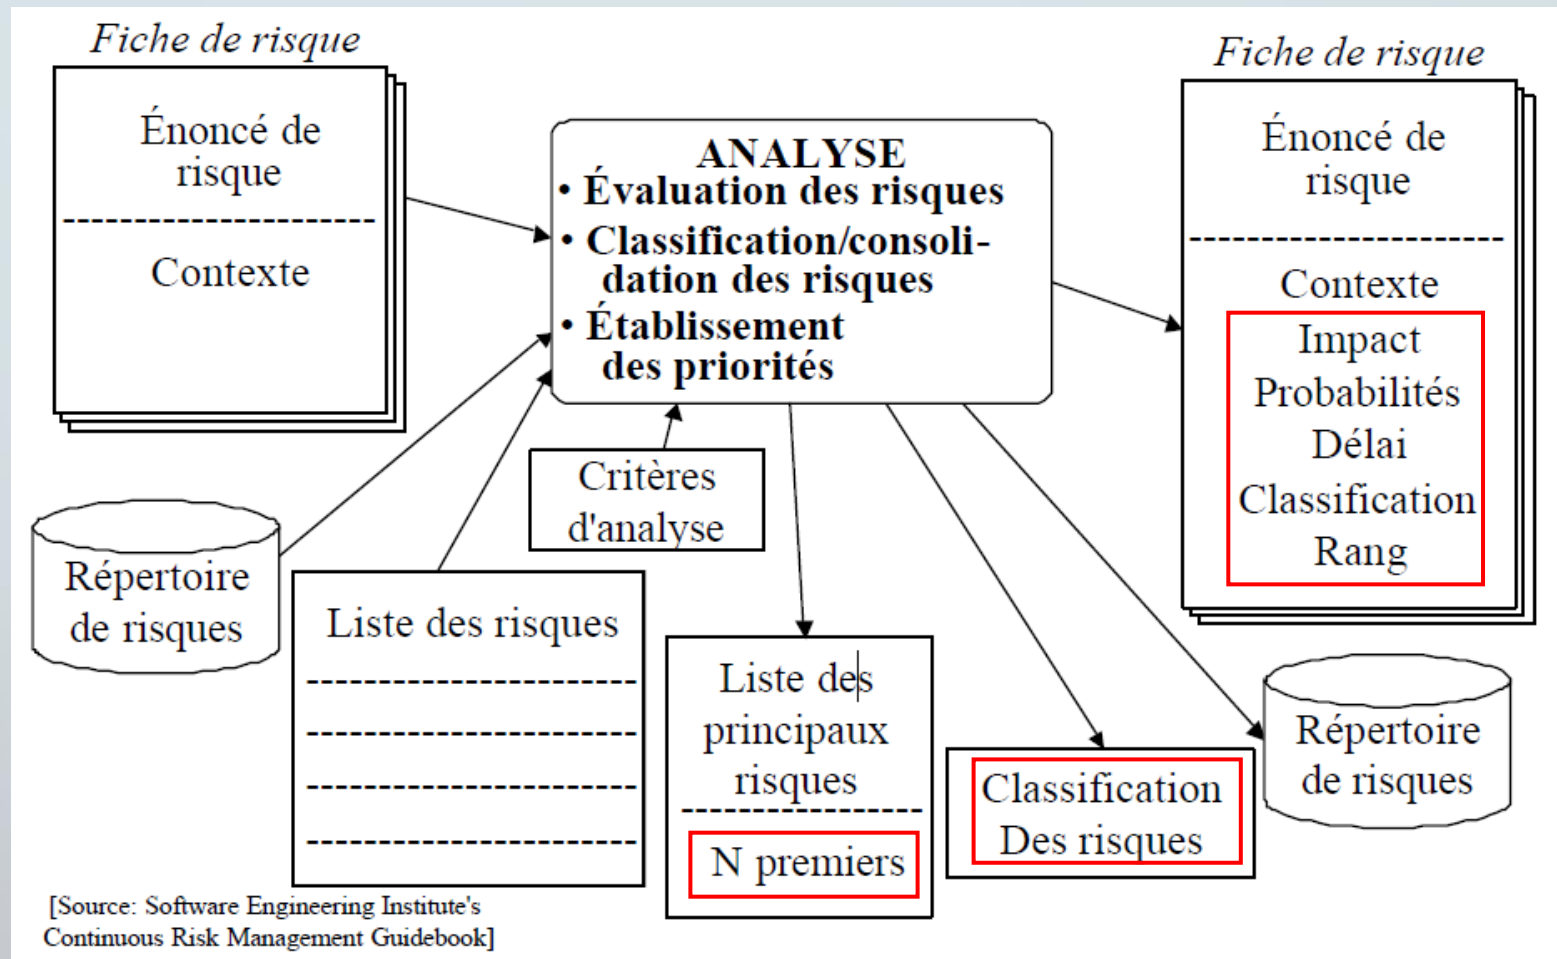 Fiche de risque
Énoncé de
risque
Contexte
ANALYSE
• Évaluation des risques
• Classification/consoli-
dation des risques
• Établissement
des priorités
Fiche de risque
Énoncé de
risque
Contexte
Impact
Probabilités
Délai
Classification
Rang
Critères
d'analyse
Répertoire
de risques
Liste des risques
Liste des
principaux
risques
N premiers
Classification
Des risques
Répertoire
de risques
[Source: Software Engineering Institute's
Continuous Risk Management Guidebook]